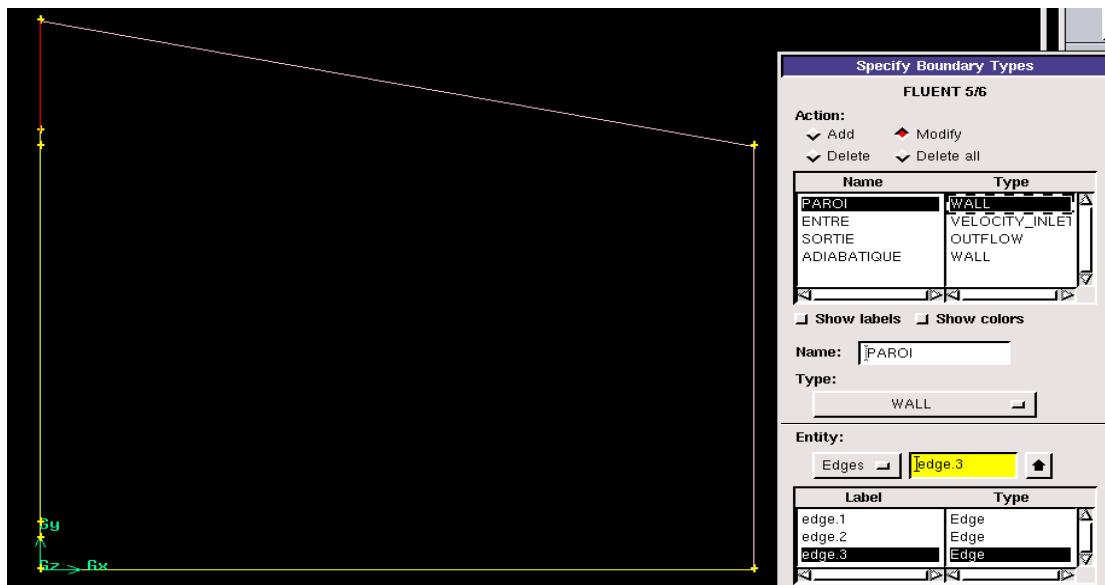 Specify Boundary Types
FLUENT 5/6
Action:
Add Modify
Delete Delete all
Name Type
PAROI WALL
ENTRE VELOCITY_INLET
SORTIE OUTFLOW
ADIABATIQUE WALL
Show labels Show colors
Name: PAROI
Type:
WALL
Entity:
Edges edge.3
Label Type
edge.1 Edge
edge.2 Edge
edge.3 Edge
Gy
Gz Gx